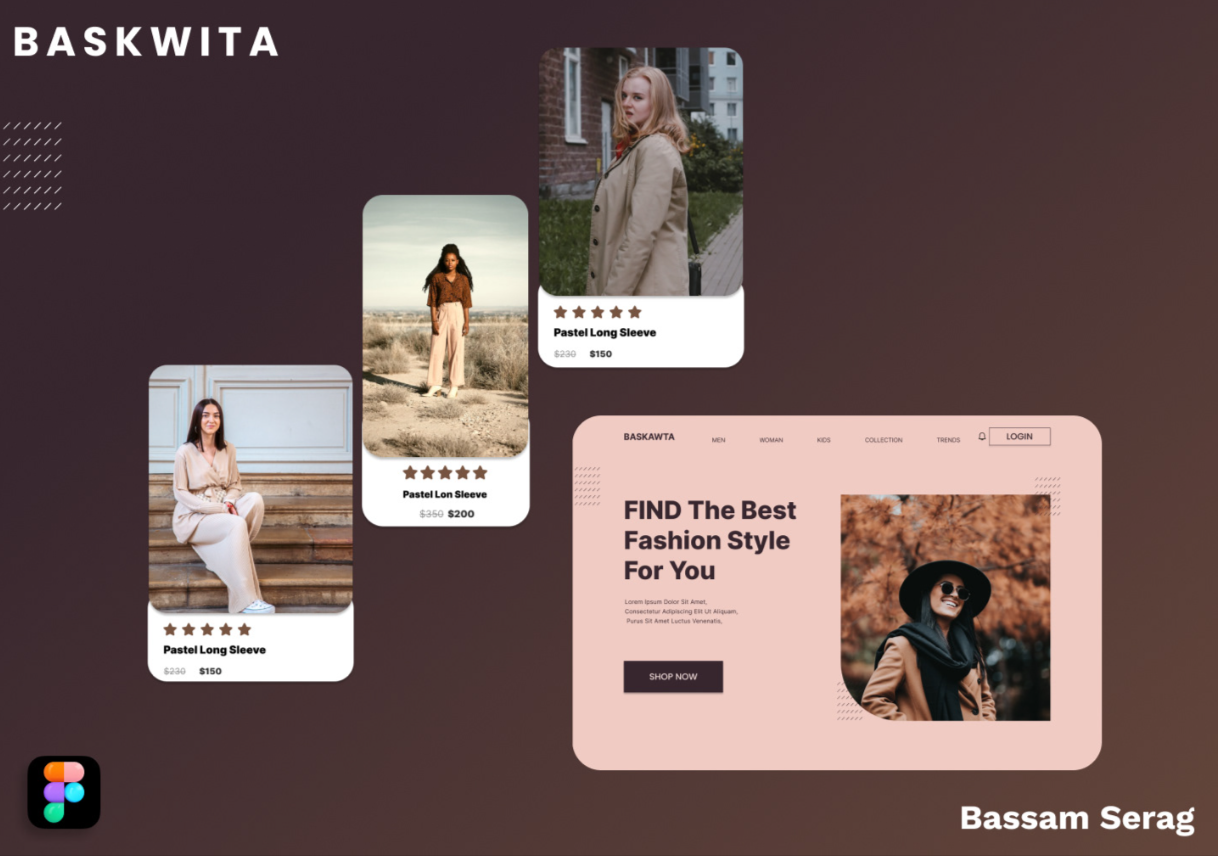 BASKWITA
Pastel Long Sleeve
$230 $150
Pastel Lon Sleeve
$350 $200
Pastel Long Sleeve
$230 $150
BASKAWTA MEN WOMAN KIDS COLLECTION TRENDS LOGIN
FIND The Best
Fashion Style
For You
Lorem Ipsum Dolor Sit Amet,
Consectetur Adipiscing Elit Ut Aliquam,
Purus Sit Amet Luctus Venenatis,
SHOP NOW
Bassam Serag